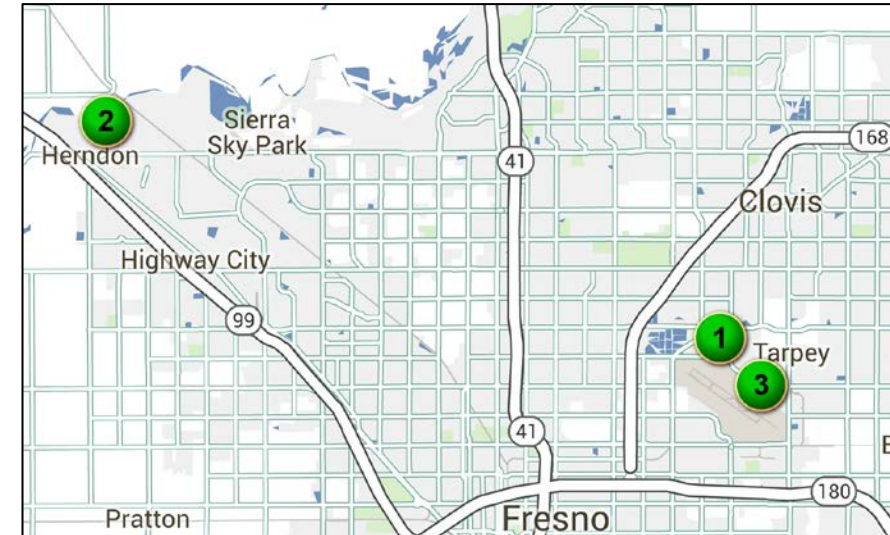 2
Herndon
Sierra
Sky Park
41
168
Clovis
Highway City
99
1
Tarpey
3
41
180
Pratton
Fresno
E